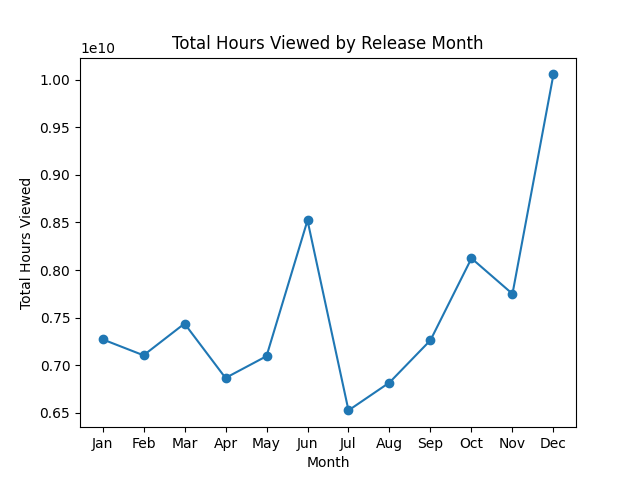 Total Hours Viewed by Release Month
1e10
1.00
0.95
0.90
0.85
0.80
0.75
0.70
0.65
Total Hours Viewed
Jan Feb Mar Apr May Jun Jul Aug Sep Oct Nov Dec
Month